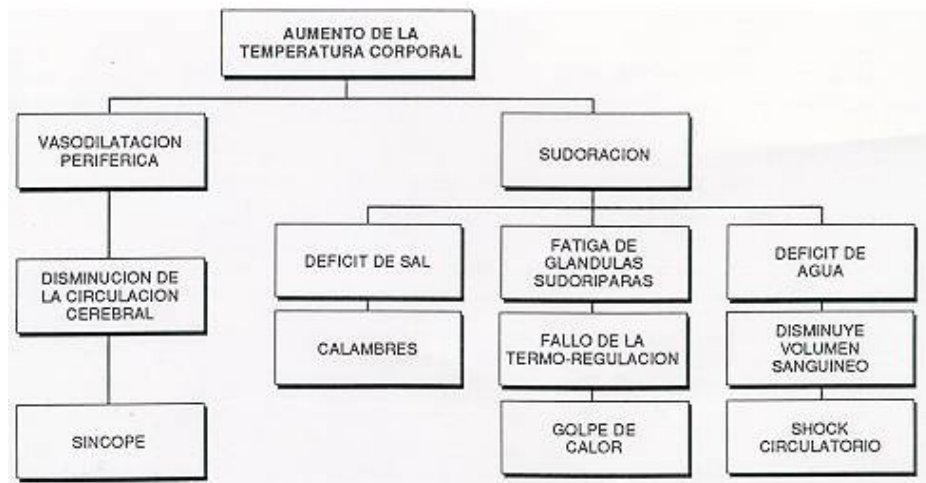 AUMENTO DE LA
TEMPERATURA CORPORAL
VASODILATACION
PERIFERICA
SUDORACION
DEFICIT DE SAL
FATIGA DE
GLANDULAS
SUDORIPARAS
DEFICIT DE
AGUA
DISMINUCION DE
LA CIRCULACION
CEREBRAL
CALAMBRES
FALLO DE LA
TERMO-REGULACION
DISMINUYE
VOLUMEN
SANGUINEO
SINCOPE
GOLPE DE
CALOR
SHOCK
CIRCULATORIO